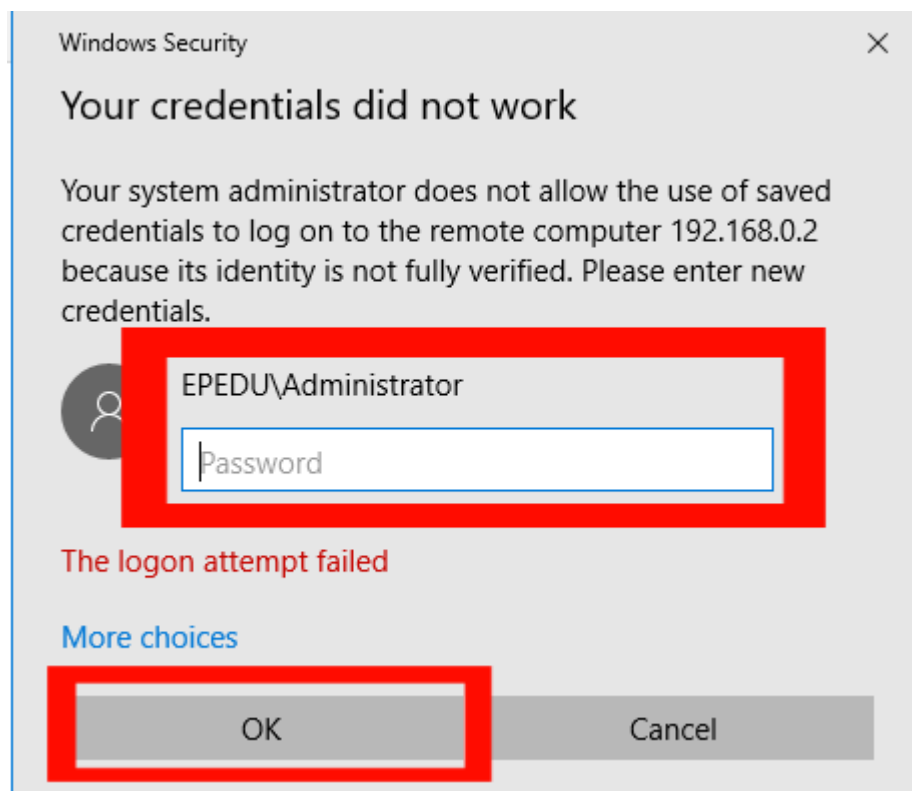 Windows Security
Your credentials did not work
Your system administrator does not allow the use of saved
credentials to log on to the remote computer 192.168.0.2
because its identity is not fully verified. Please enter new
credentials.
EPEDU\Administrator
Password
The logon attempt failed
More choices
OK
Cancel